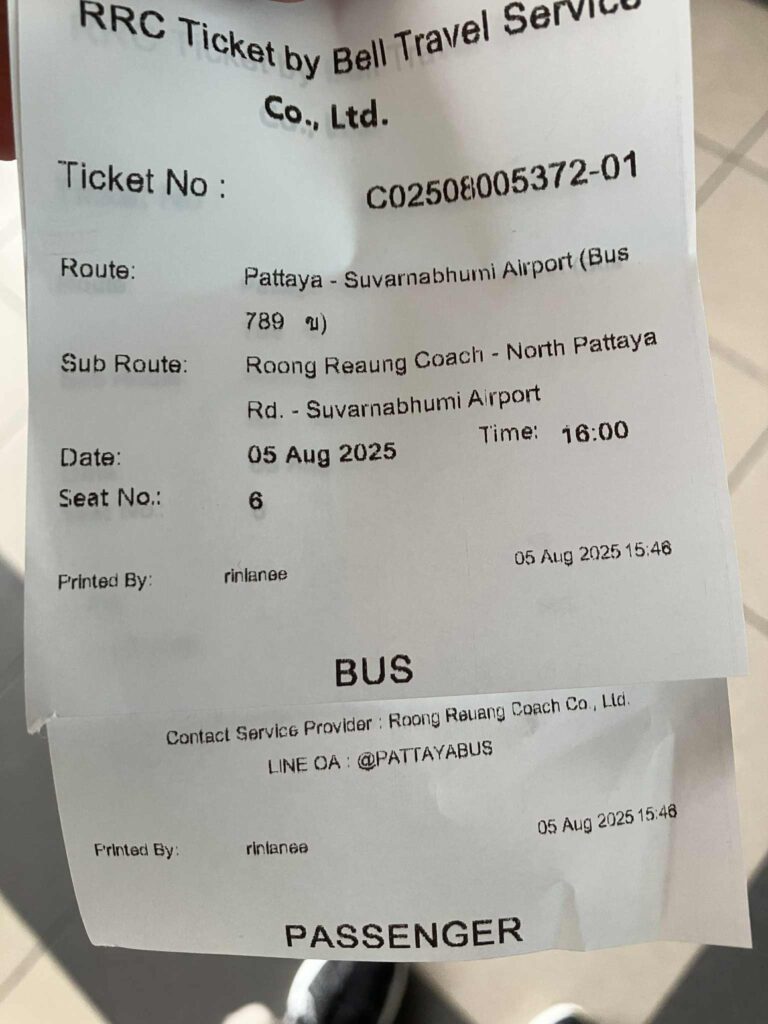 RRC Ticket by Bell Travel Service
Co., Ltd.
Ticket No : C02508005372-01
Route: Pattaya - Suvarnabhumi Airport (Bus
789 ข)
Sub Route: Roong Reaung Coach - North Pattaya
Rd. - Suvarnabhumi Airport
Date: 05 Aug 2025 Time: 16:00
Seat No.: 6
Printed By: rinlanee 05 Aug 2025 15:46
BUS
Contact Service Provider : Roong Reuang Coach Co., Ltd.
LINE OA : @PATTAYABUS
Printed By: rinlanee 05 Aug 2025 15:46
PASSENGER